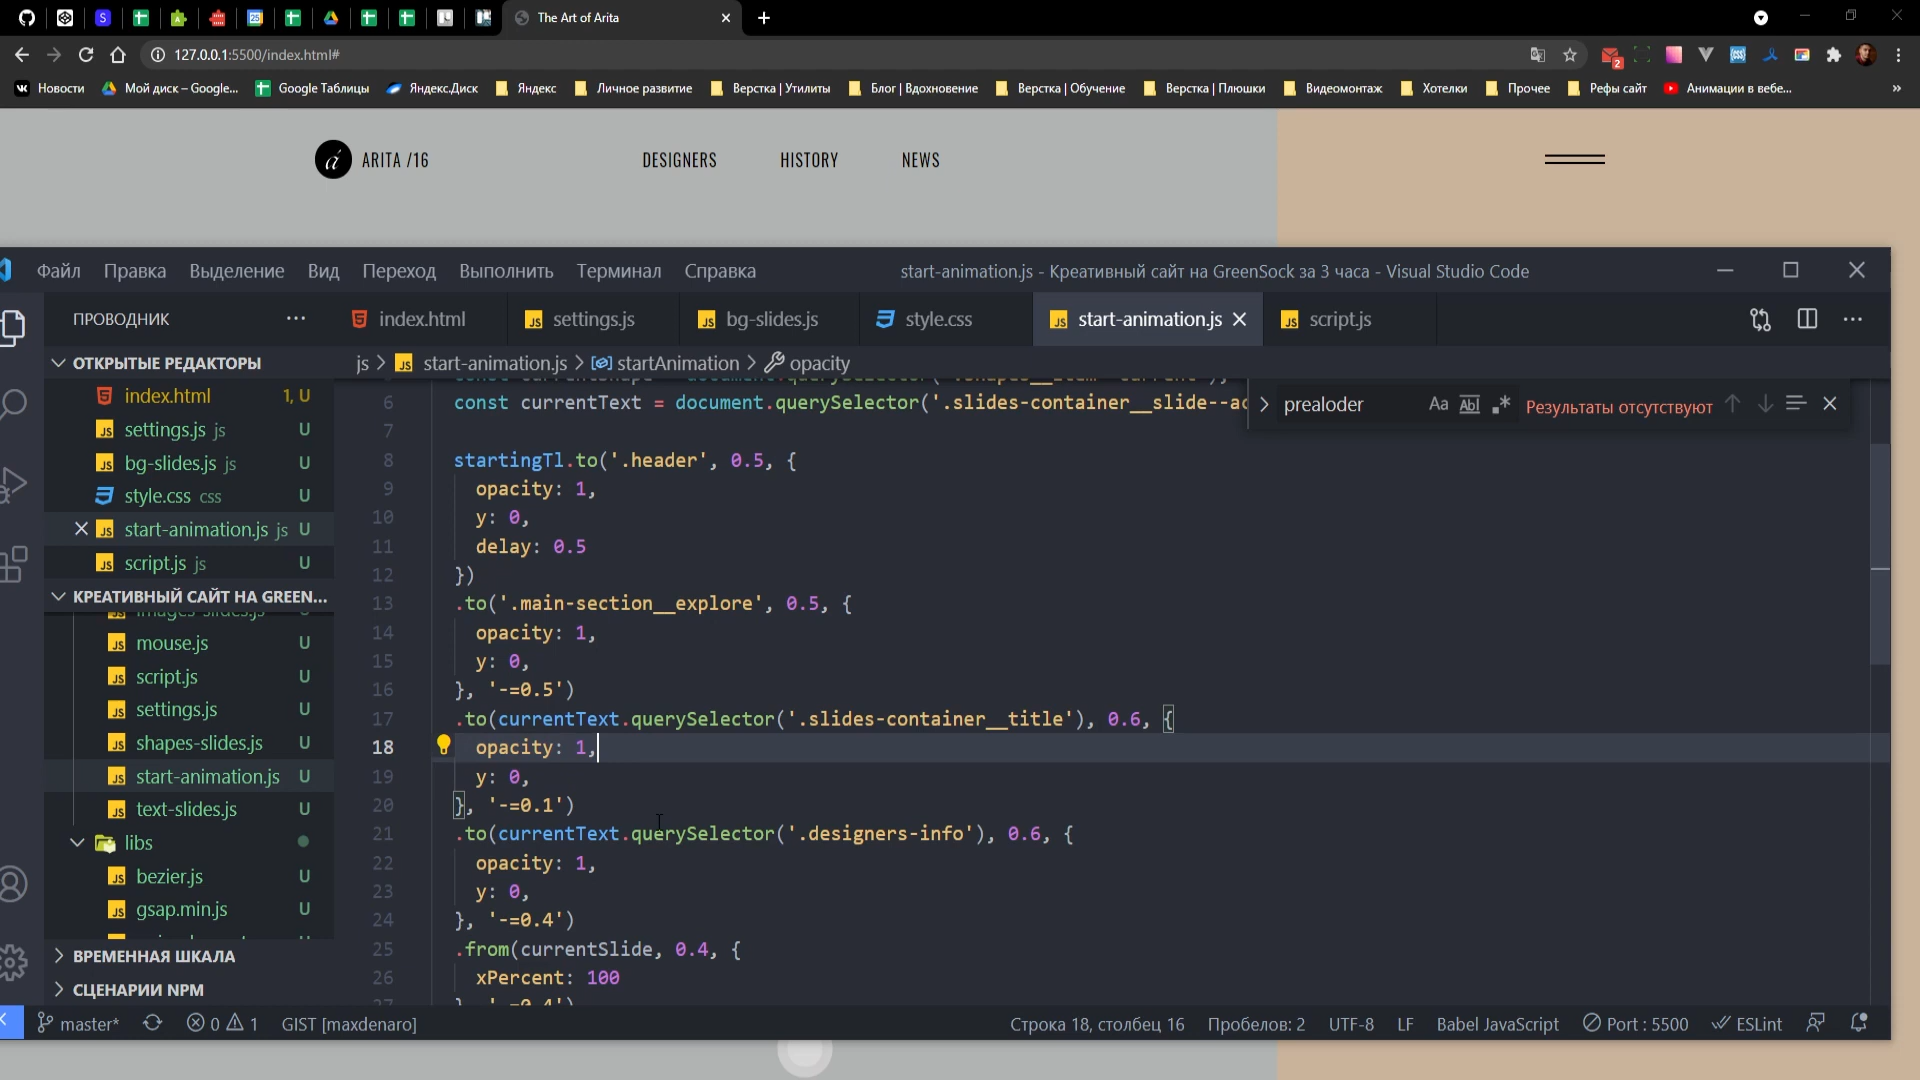 The Art of Arita
127.0.0.1:5500/index.html#
2
Новости
Мой диск – Google...
Google Таблицы
Яндекс.Диск
Яндекс
Личное развитие
Верстка | Утилиты
Блог | Вдохновение
Верстка | Обучение
Верстка | Плюшки
Видеомонтаж
Хотелки
Прочее
Рефы сайт
Анимации в вебе...
ARITA /16
DESIGNERS
HISTORY
NEWS
Файл
Правка
Выделение
Вид
Переход
Выполнить
Терминал
Справка
start-animation.js - Креативный сайт на GreenSock за 3 часа - Visual Studio Code
ПРОВОДНИК
index.html
settings.js
bg-slides.js
style.css
start-animation.js
script.js
ОТКРЫТЫЕ РЕДАКТОРЫ
js > start-animation.js > startAnimation > opacity
index.html 1, U
settings.js js U
bg-slides.js js U
style.css css U
start-animation.js js U
script.js js U
КРЕАТИВНЫЙ САЙТ НА GREEN...
mouse.js U
script.js U
settings.js U
shapes-slides.js U
start-animation.js U
text-slides.js U
libs
bezier.js U
gsap.min.js U
ВРЕМЕННАЯ ШКАЛА
СЦЕНАРИИ NPM
prealoder
Aa
Результаты отсутствуют
6 const currentText = document.querySelector('.slides-container__slide--ac
7
8 startingTl.to('.header', 0.5, {
9 opacity: 1,
10 y: 0,
11 delay: 0.5
12 })
13 .to('.main-section__explore', 0.5, {
14 opacity: 1,
15 y: 0,
16 }, '-=0.5')
17 .to(currentText.querySelector('.slides-container__title'), 0.6, {
18 opacity: 1,
19 y: 0,
20 }, '-=0.1')
21 .to(currentText.querySelector('.designers-info'), 0.6, {
22 opacity: 1,
23 y: 0,
24 }, '-=0.4')
25 .from(currentSlide, 0.4, {
26 xPercent: 100
master*
0
1
GIST [maxdenaro]
Строка 18, столбец 16
Пробелов: 2
UTF-8
LF
Babel JavaScript
Port : 5500
ESLint